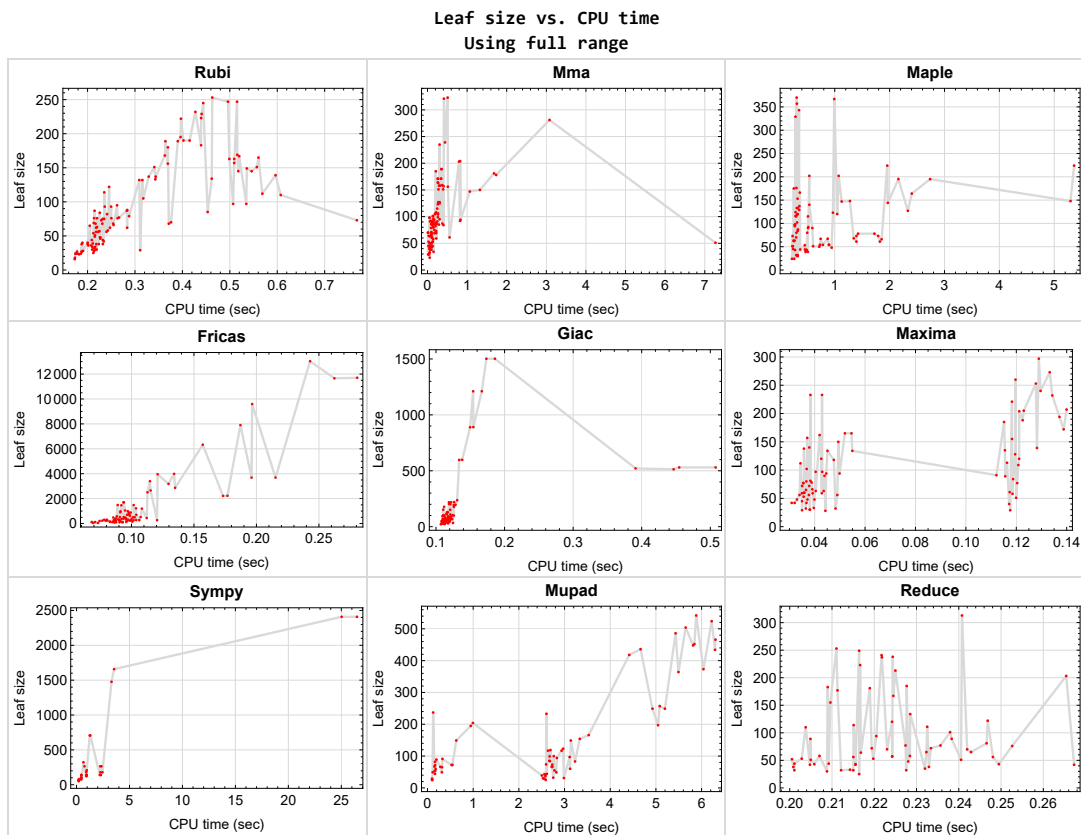 Leaf size vs. CPU time
Using full range
Rubi
Leaf size
250
200
150
100
50
0
0.2 0.3 0.4 0.5 0.6 0.7
CPU time (sec)
Mma
Leaf size
300
250
200
150
100
50
0
0 1 2 3 4 5 6 7
CPU time (sec)
Maple
Leaf size
350
300
250
200
150
100
50
0
1 2 3 4 5
CPU time (sec)
Fricas
Leaf size
12000
10000
8000
6000
4000
2000
0
0.10 0.15 0.20 0.25
CPU time (sec)
Giac
Leaf size
1500
1000
500
0
0.1 0.2 0.3 0.4 0.5
CPU time (sec)
Maxima
Leaf size
300
250
200
150
100
50
0
0.04 0.06 0.08 0.10 0.12 0.14
CPU time (sec)
Sympy
Leaf size
2500
2000
1500
1000
500
0
0 5 10 15 20 25
CPU time (sec)
Mupad
Leaf size
500
400
300
200
100
0
0 1 2 3 4 5 6
CPU time (sec)
Reduce
Leaf size
300
250
200
150
100
50
0
0.20 0.21 0.22 0.23 0.24 0.25 0.26
CPU time (sec)